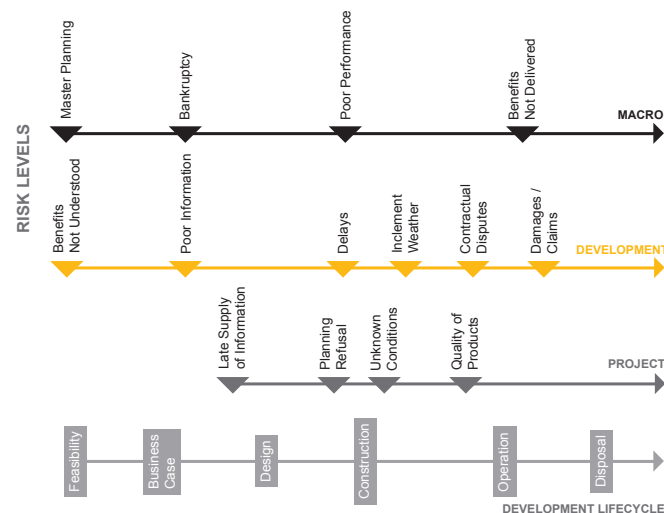 RISK LEVELS
Master Planning
Bankruptcy
Poor Performance
Benefits
Not Delivered
MACRO
Benefits
Not Understood
Poor Information
Delays
Inclement
Weather
Contractual
Disputes
Damages /
Claims
DEVELOPMENT
Late Supply
of Information
Planning
Refusal
Unknown
Conditions
Quality of
Products
PROJECT
Feasibility
Business
Case
Design
Construction
Operation
Disposal
DEVELOPMENT LIFECYCLE